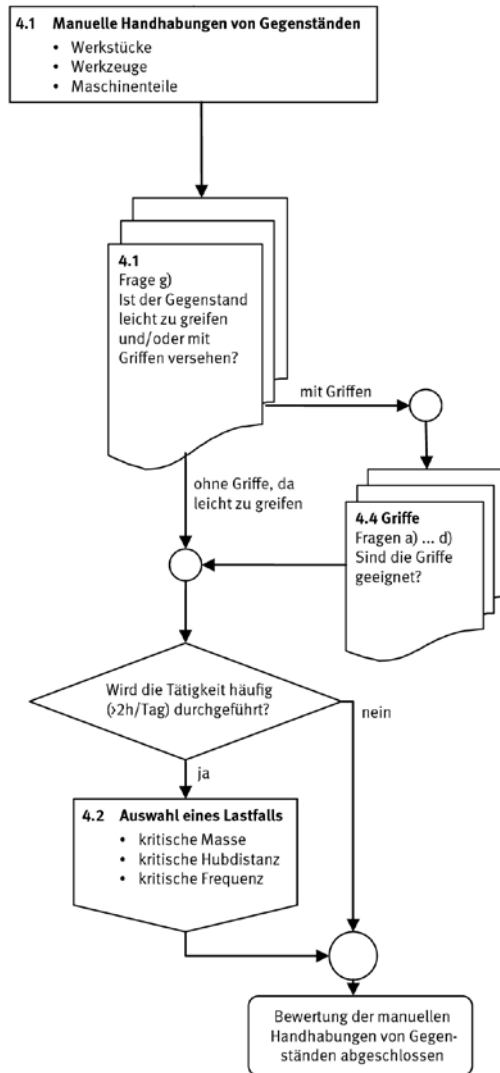 4.1 Manuelle Handhabungen von Gegenständen
• Werkstücke
• Werkzeuge
• Maschinenteile
4.1
Frage g)
Ist der Gegenstand
leicht zu greifen
und/oder mit
Griffen versehen?
mit Griffen
ohne Griffe, da
leicht zu greifen
4.4 Griffe
Fragen a) ... d)
Sind die Griffe
geeignet?
Wird die Tätigkeit häufig
(>2h/Tag) durchgeführt?
nein
ja
4.2 Auswahl eines Lastfalls
• kritische Masse
• kritische Hubdistanz
• kritische Frequenz
Bewertung der manuellen
Handhabungen von Gegen-
ständen abgeschlossen